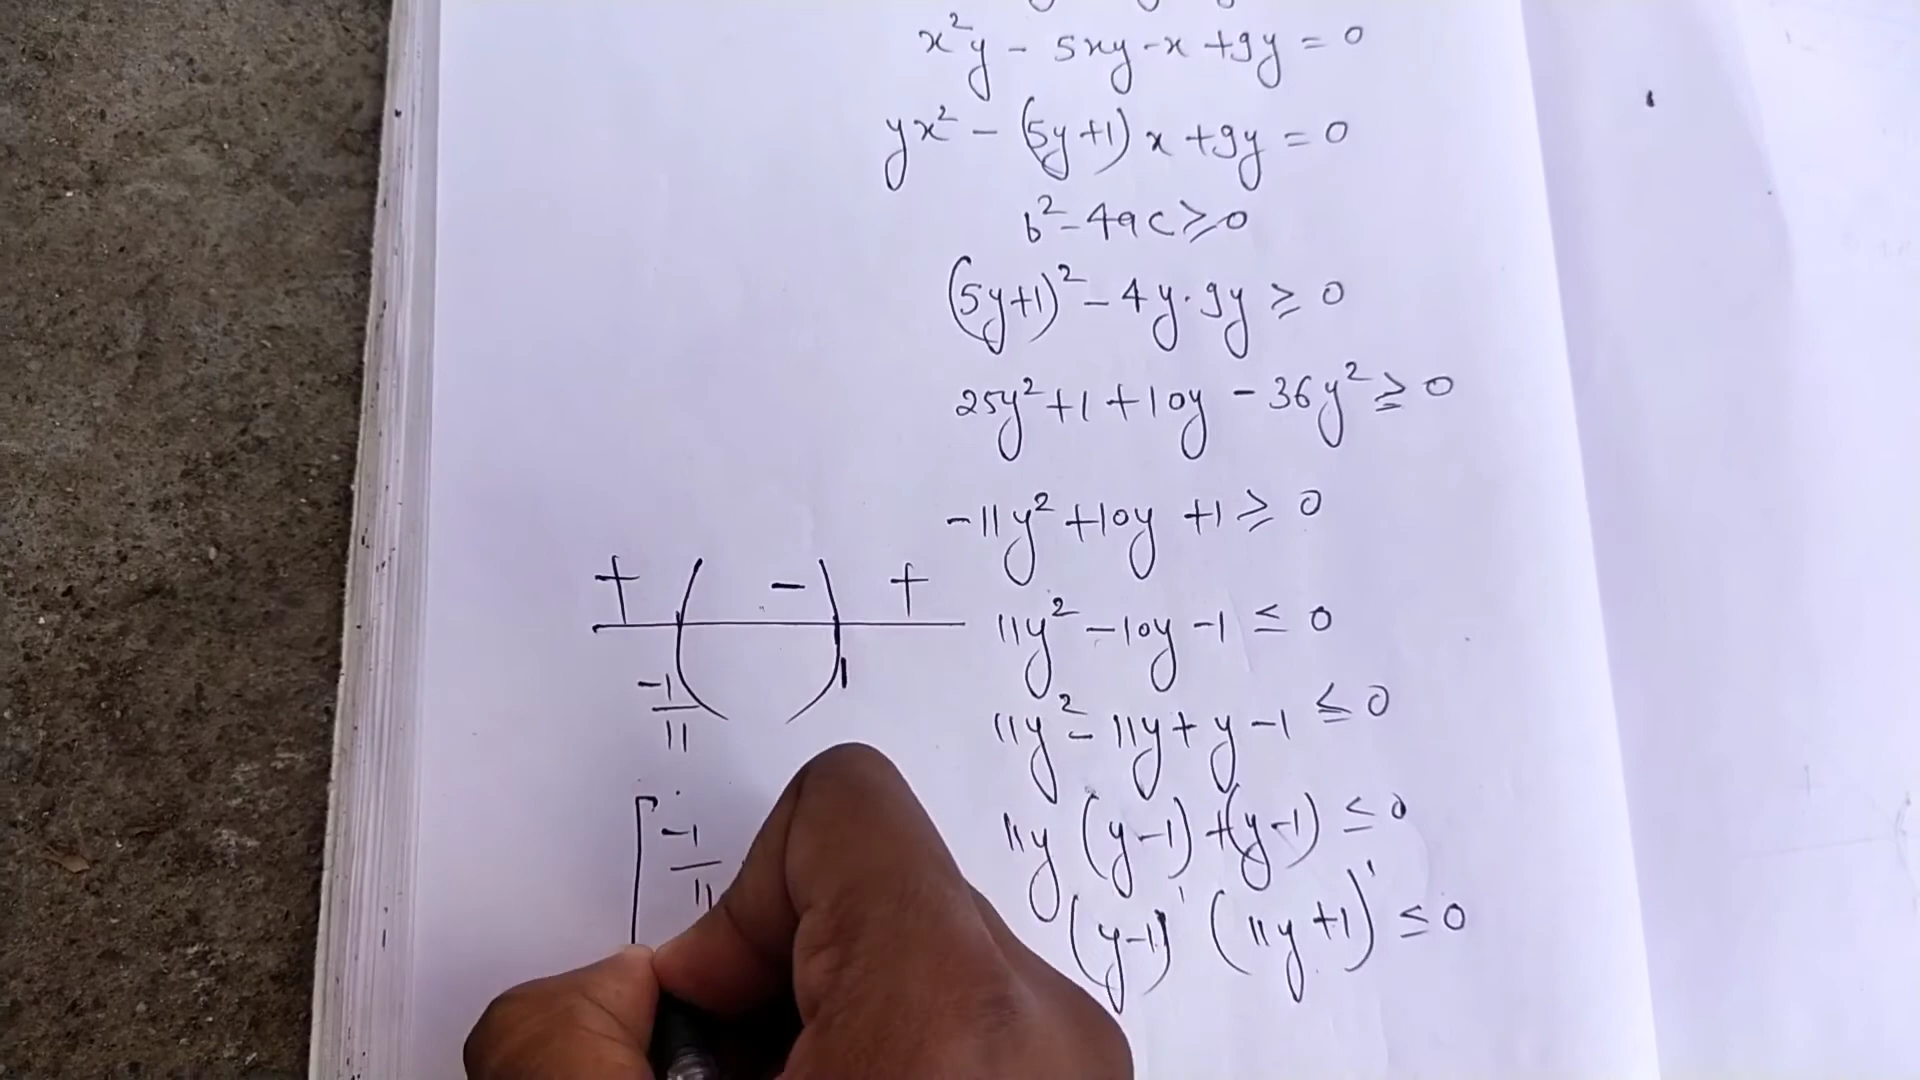 x²y - 5xy - x + 9y = 0
yx² - (5y+1) x + 9y = 0
b² - 4ac ≥ 0
(5y+1)² - 4y·9y ≥ 0
25y² + 1 + 10y - 36y² ≥ 0
-11y² + 10y + 1 ≥ 0
+ - +
11y² - 10y - 1 ≤ 0
-1/11 1
11y² - 11y + y - 1 ≤ 0
11y (y-1) + (y-1) ≤ 0
[ -1/11
(y-1) (11y+1) ≤ 0